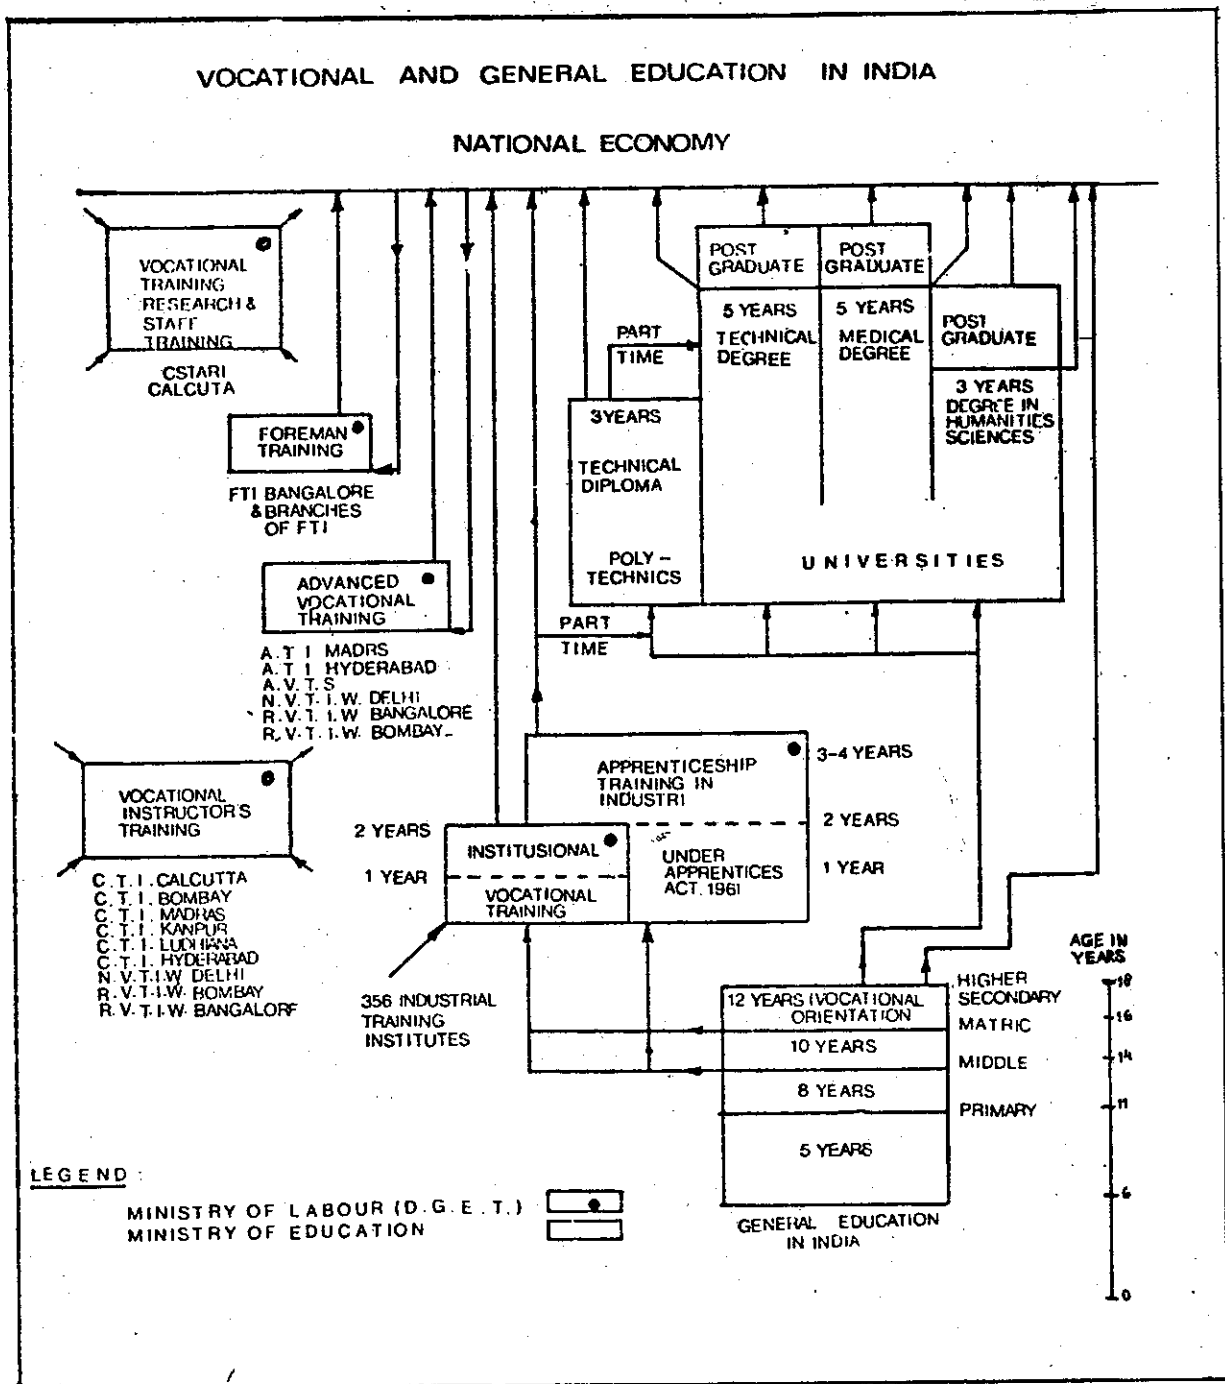 VOCATIONAL AND GENERAL EDUCATION IN INDIA
NATIONAL ECONOMY
VOCATIONAL
TRAINING
RESEARCH &
STAFF
TRAINING
CSTARI
CALCUTA
FOREMAN
TRAINING
FTI BANGALORE
& BRANCHES
OF FTI
ADVANCED
VOCATIONAL
TRAINING
A.T I MADRS
A.T I HYDERABAD
A.V.T.S
N.V.T.I.W. DELHI
R.V.T.I.W BANGALORE
R.V.T.I.W. BOMBAY
VOCATIONAL
INSTRUCTOR'S
TRAINING
C.T.I. CALCUTTA
C.T.I. BOMBAY
C.T.I. MADRAS
C.T.I. KANPUR
C.T.I. LUDHIANA
C.T.I. HYDERABAD
N.V.T.I.W DELHI
R.V.T.I.W. BOMBAY
R.V.T.I.W. BANGALORE
POST
GRADUATE
POST
GRADUATE
5 YEARS
TECHNICAL
DEGREE
5 YEARS
MEDICAL
DEGREE
POST
GRADUATE
3 YEARS
DEGREE IN
HUMANITIES
SCIENCES
PART
TIME
3 YEARS
TECHNICAL
DIPLOMA
POLY-
TECHNICS
UNIVERSITIES
PART
TIME
APPRENTICESHIP
TRAINING IN
INDUSTRI
3-4 YEARS
2 YEARS
1 YEAR
2 YEARS
1 YEAR
INSTITUSIONAL
VOCATIONAL
TRAINING
UNDER
APPRENTICES
ACT. 1961
356 INDUSTRIAL
TRAINING
INSTITUTES
12 YEARS (VOCATIONAL
ORIENTATION
10 YEARS
8 YEARS
5 YEARS
HIGHER
SECONDARY
MATRIC
MIDDLE
PRIMARY
GENERAL EDUCATION
IN INDIA
AGE IN
YEARS
18
16
14
11
6
0
LEGEND :
MINISTRY OF LABOUR (D.G.E.T.)
MINISTRY OF EDUCATION